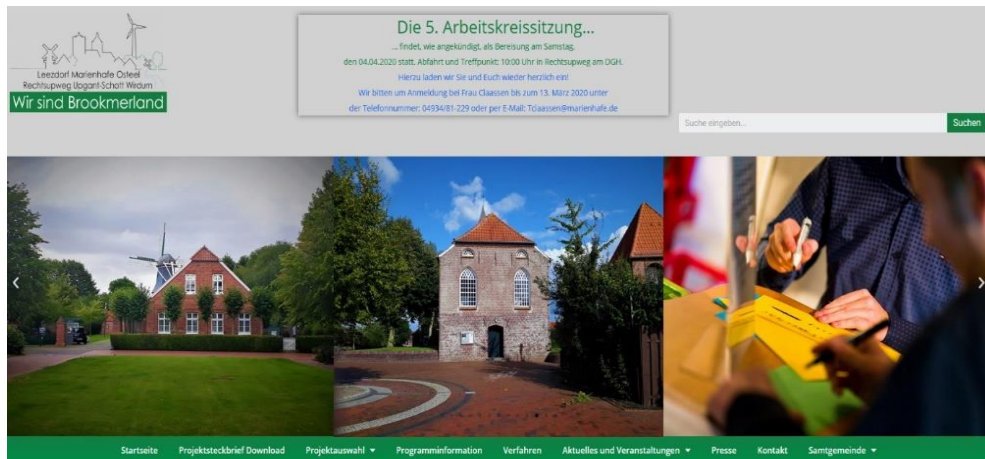 Leezdorf Marienhafe Osteel
Rechtsupweg Upgant-Schott Wirdum
Wir sind Brookmerland
Die 5. Arbeitskreissitzung...
... findet, wie angekündigt, als Bereisung am Samstag,
den 04.04.2020 statt. Abfahrt und Treffpunkt: 10:00 Uhr in Rechtsupweg am DGH.
Hierzu laden wir Sie und Euch wieder herzlich ein!
Wir bitten um Anmeldung bei Frau Claassen bis zum 13. März 2020 unter
der Telefonnummer: 04934/81-229 oder per E-Mail: Tclaassen@marienhafe.de
Suche eingeben... Suchen
Startseite Projektsteckbrief Download Projektauswahl Programminformation Verfahren Aktuelles und Veranstaltungen Presse Kontakt Samtgemeinde